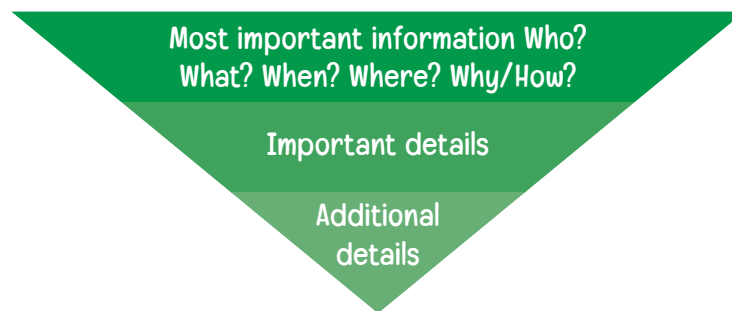 Most important information Who?
What? When? Where? Why/How?
Important details
Additional
details